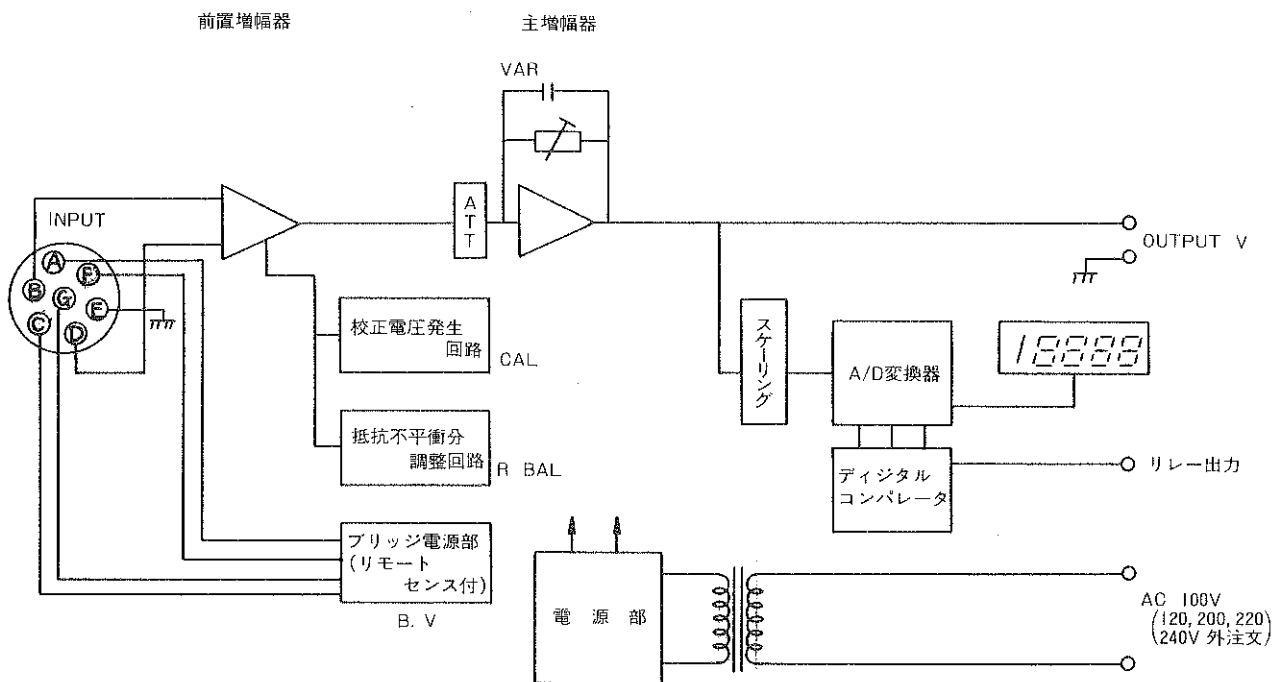 前置増幅器
主増幅器
VAR
INPUT
A
B
C
D
E
F
G
ATT
OUTPUT V
校正電圧発生
回路
CAL
抵抗不平衡分
調整回路
R BAL
ブリッジ電源部
(リモート
センス付)
B. V
スケーリング
A/D変換器
18888
ディジタル
コンパレータ
リレー出力
電源部
AC 100V
(120, 200, 220)
(240V 外注文)